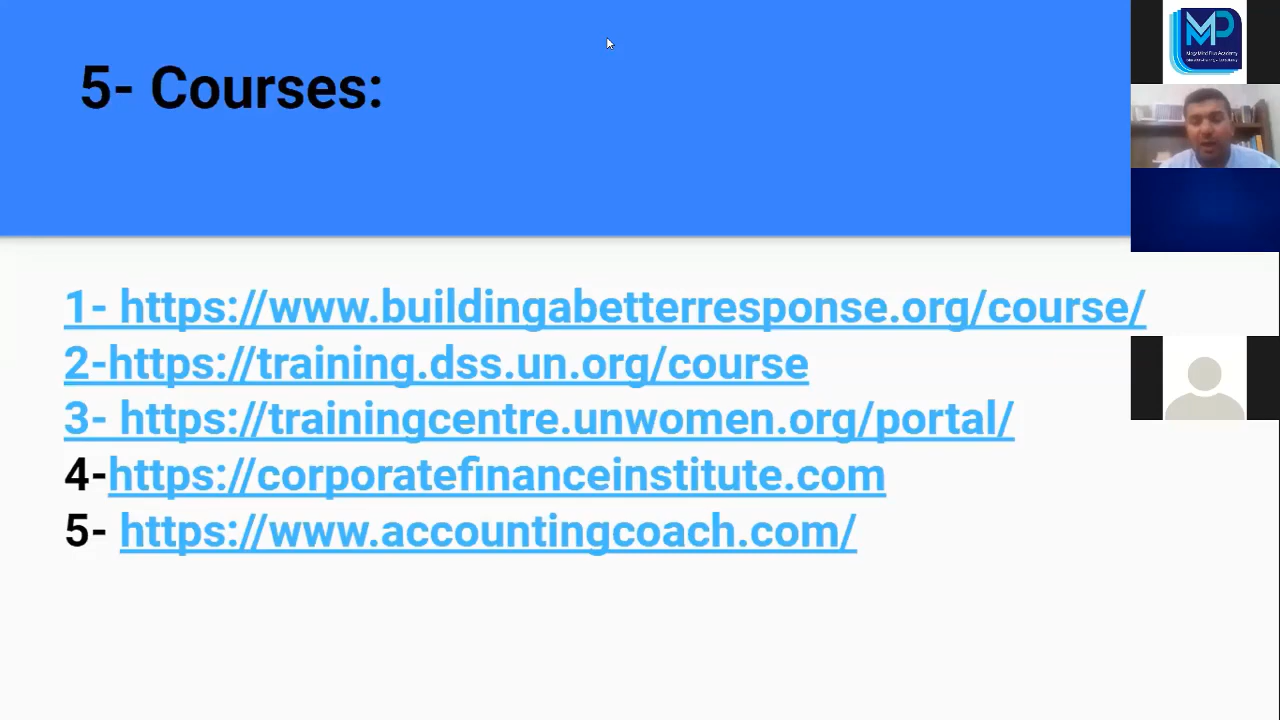 5- Courses:
1- https://www.buildingabetterresponse.org/course/
2-https://training.dss.un.org/course
3- https://trainingcentre.unwomen.org/portal/
4-https://corporatefinanceinstitute.com
5- https://www.accountingcoach.com/
MP